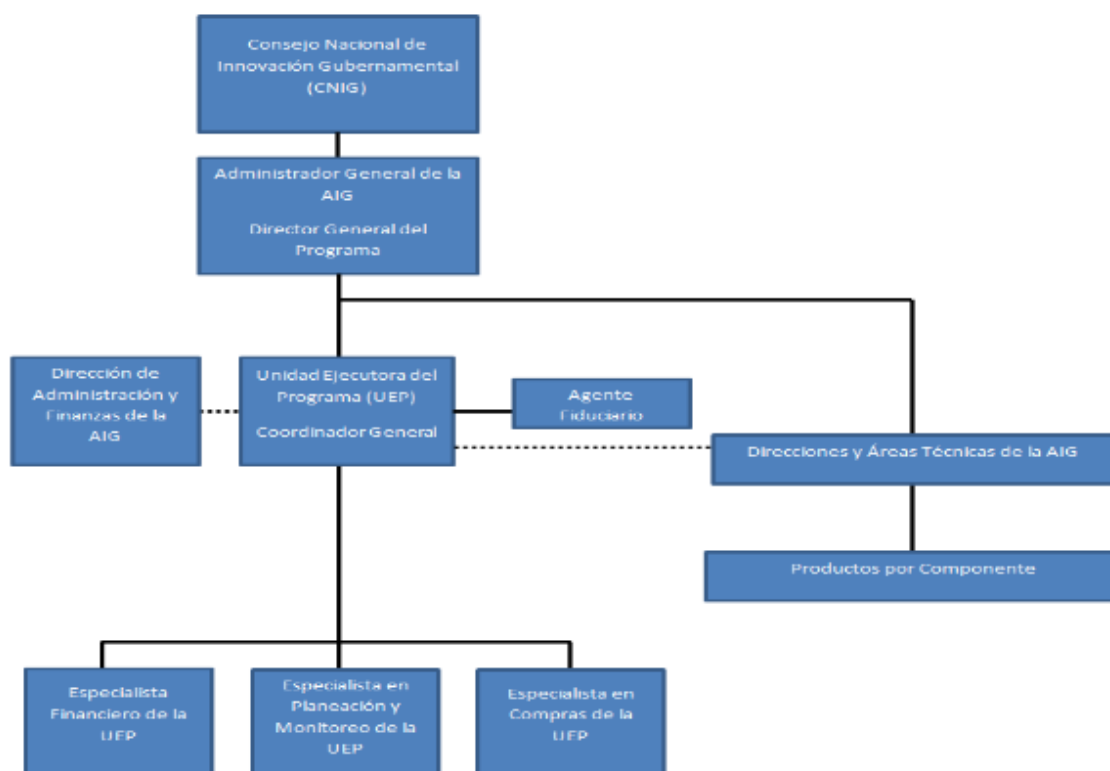 Consejo Nacional de
Innovación Gubernamental
(CNIG)
Administrador General de la
AIG
Director General del
Programa
Dirección de
Administración y
Finanzas de la
AIG
Unidad Ejecutora del
Programa (UEP)
Coordinador General
Agente
Fiduciario
Direcciones y Áreas Técnicas de la AIG
Productos por Componente
Especialista
Financiero de la
UEP
Especialista en
Planeación y
Monitoreo de la
UEP
Especialista en
Compras de la
UEP